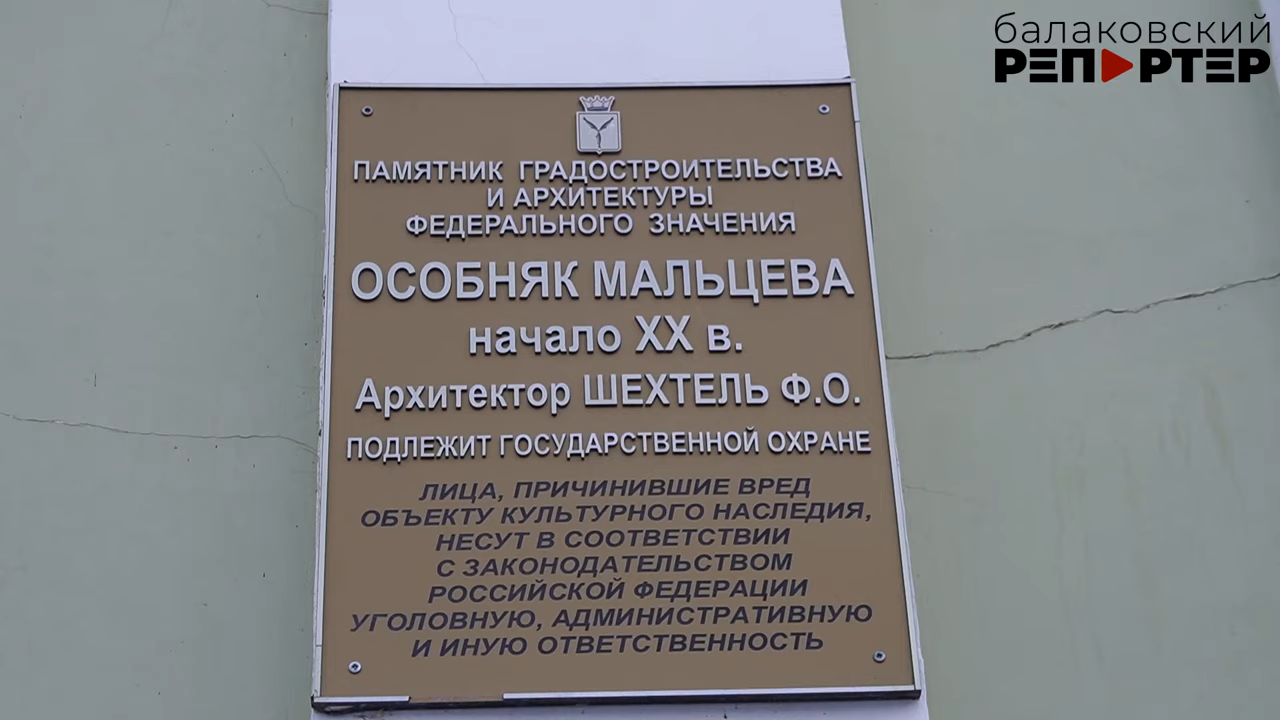 балаковский
РЕПОРТЕР
ПАМЯТНИК ГРАДОСТРОИТЕЛЬСТВА
И АРХИТЕКТУРЫ
ФЕДЕРАЛЬНОГО ЗНАЧЕНИЯ
ОСОБНЯК МАЛЬЦЕВА
начало XX в.
Архитектор ШЕХТЕЛЬ Ф.О.
ПОДЛЕЖИТ ГОСУДАРСТВЕННОЙ ОХРАНЕ
ЛИЦА, ПРИЧИНИВШИЕ ВРЕД
ОБЪЕКТУ КУЛЬТУРНОГО НАСЛЕДИЯ,
НЕСУТ В СООТВЕТСТВИИ
С ЗАКОНОДАТЕЛЬСТВОМ
РОССИЙСКОЙ ФЕДЕРАЦИИ
УГОЛОВНУЮ, АДМИНИСТРАТИВНУЮ
И ИНУЮ ОТВЕТСТВЕННОСТЬ